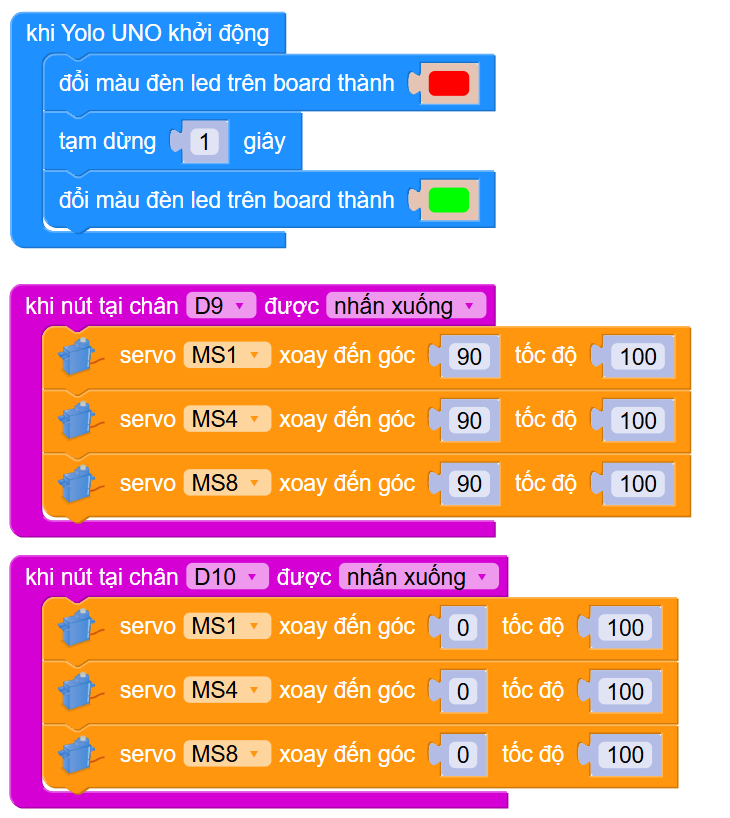 khi Yolo UNO khởi động
đổi màu đèn led trên board thành
tạm dừng 1 giây
đổi màu đèn led trên board thành
khi nút tại chân D9 được nhấn xuống
servo MS1 xoay đến góc 90 tốc độ 100
servo MS4 xoay đến góc 90 tốc độ 100
servo MS8 xoay đến góc 90 tốc độ 100
khi nút tại chân D10 được nhấn xuống
servo MS1 xoay đến góc 0 tốc độ 100
servo MS4 xoay đến góc 0 tốc độ 100
servo MS8 xoay đến góc 0 tốc độ 100